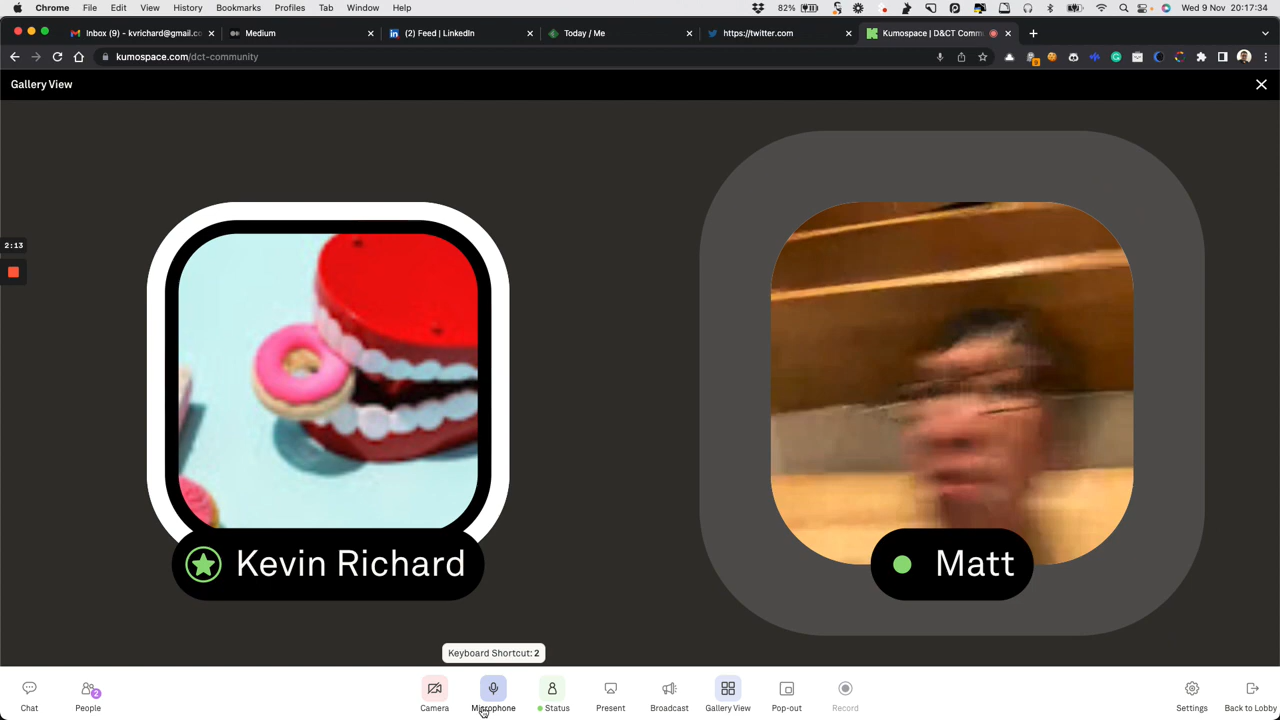 Chrome File Edit View History Bookmarks Profiles Tab Window Help 82% Wed 9 Nov 20:17:34
Inbox (9) - kvrichard@gmail.co Medium (2) Feed | LinkedIn Today / Me https://twitter.com Kumospace | D&CT Comm
kumospace.com/dct-community
Gallery View
2:13
Kevin Richard
Matt
Keyboard Shortcut: 2
2
Chat People Camera Microphone Status Present Broadcast Gallery View Pop-out Record Settings Back to Lobby